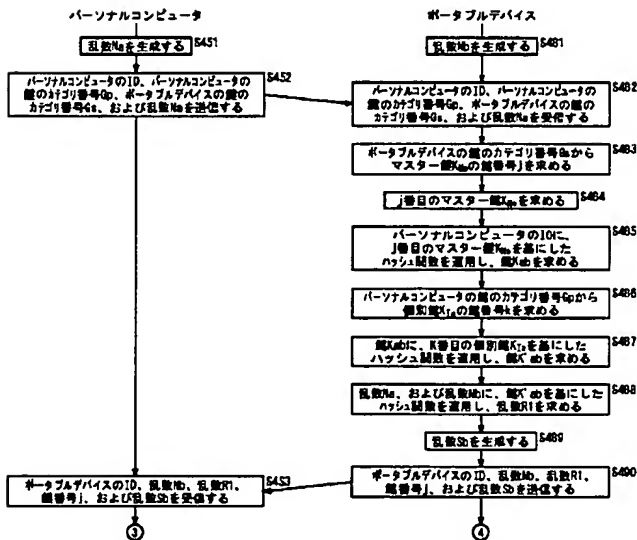 パーソナルコンピュータ
乱数Naを生成する
S451
パーソナルコンピュータのID、パーソナルコンピュータの
鍵のカテゴリ番号Gp、ポータブルデバイスの鍵の
カテゴリ番号Gs、および乱数Naを送信する
S452
ポータブルデバイスのID、乱数Nb、乱数R1、
鍵番号j、および乱数Sbを受信する
S453
③
ポータブルデバイス
乱数Nbを生成する
S481
パーソナルコンピュータのID、パーソナルコンピュータの
鍵のカテゴリ番号Gp、ポータブルデバイスの鍵の
カテゴリ番号Gs、および乱数Naを受信する
S482
ポータブルデバイスの鍵のカテゴリ番号Gsから
マスター鍵の鍵番号jを求める
S483
j番目のマスター鍵を求める
S484
パーソナルコンピュータのIDに、
j番目のマスター鍵を基にした
ハッシュ関数を適用し、鍵Kabを求める
S485
パーソナルコンピュータの鍵のカテゴリ番号Gpから
個別鍵の鍵番号kを求める
S486
鍵Kabに、K番目の個別鍵を基にした
ハッシュ関数を適用し、鍵K'abを求める
S487
乱数Na、および乱数Nbに、鍵K'abを基にした
ハッシュ関数を適用し、乱数R1を求める
S488
乱数Sbを生成する
S489
ポータブルデバイスのID、乱数Nb、乱数R1、
鍵番号j、および乱数Sbを送信する
S490
④